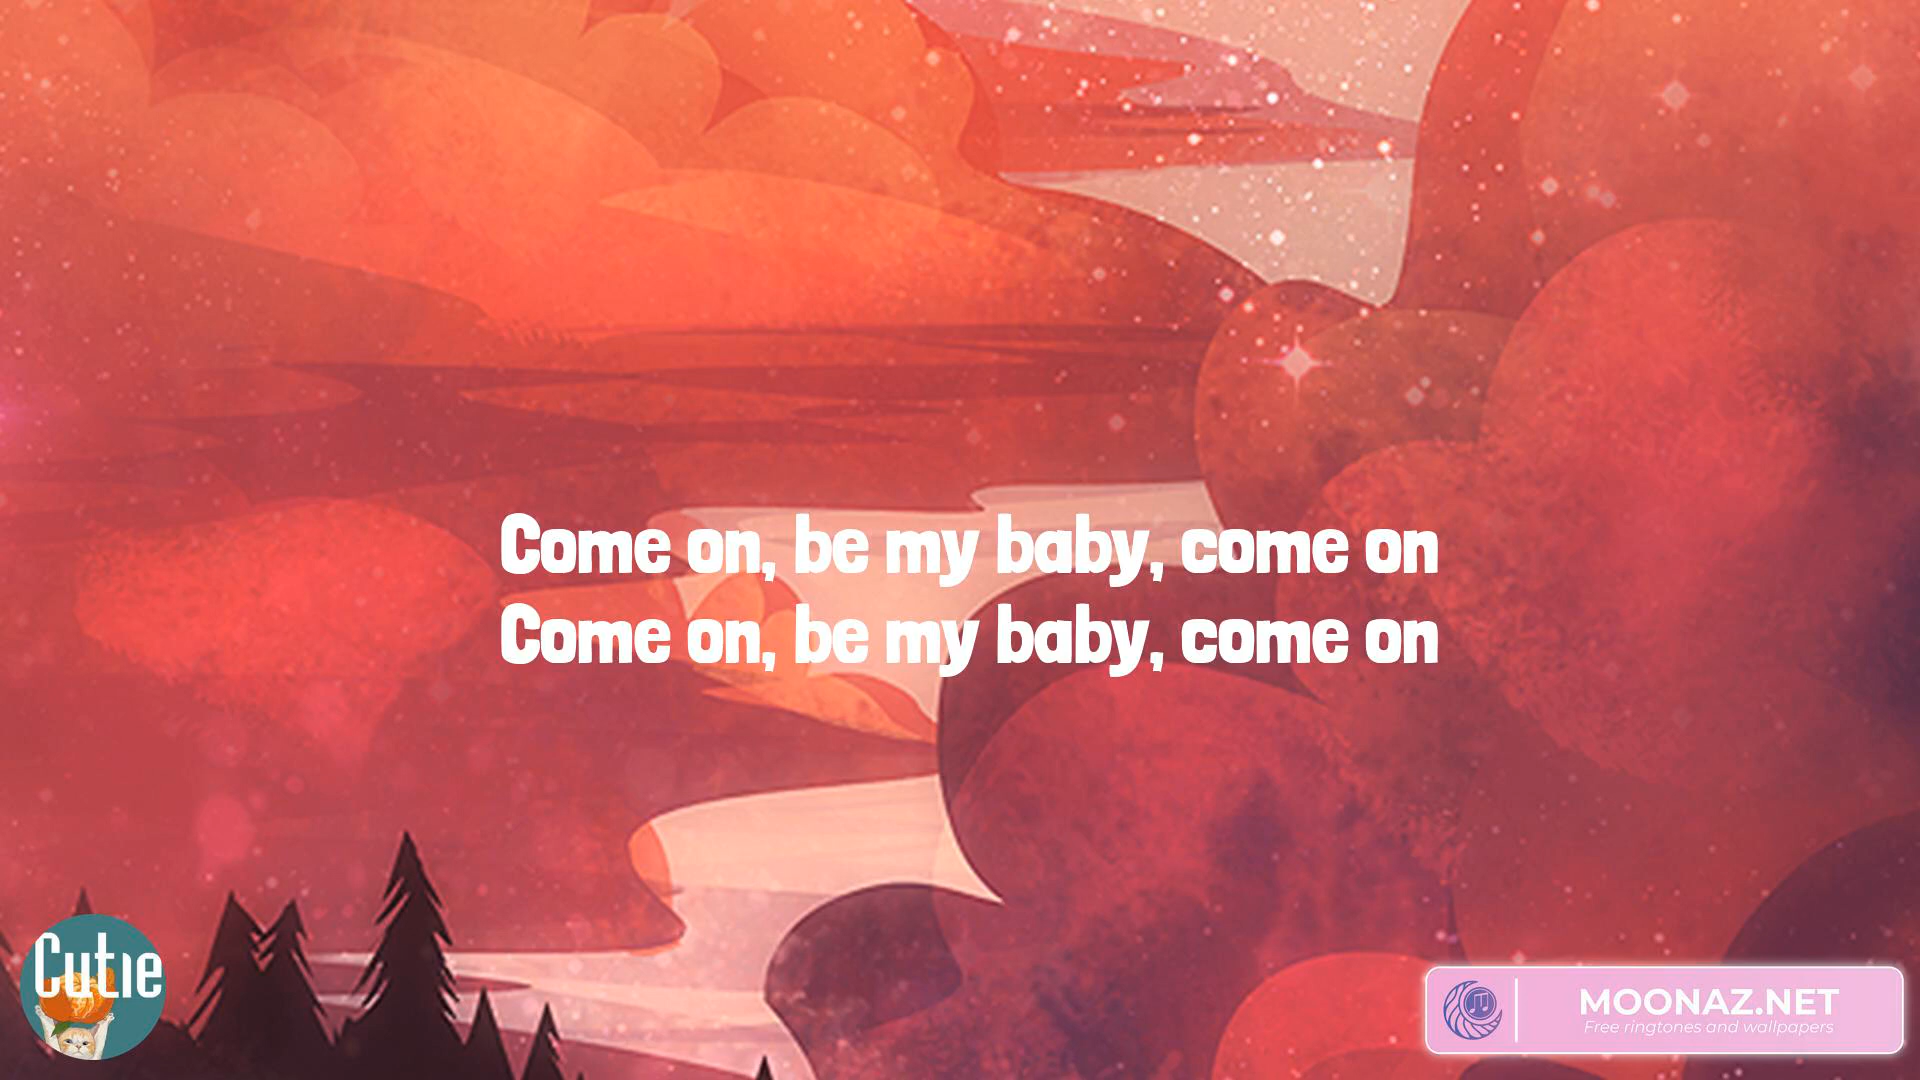 Come on, be my baby, come on
Come on, be my baby, come on
Cutie
MOONAZ.NET
Free ringtones and wallpapers